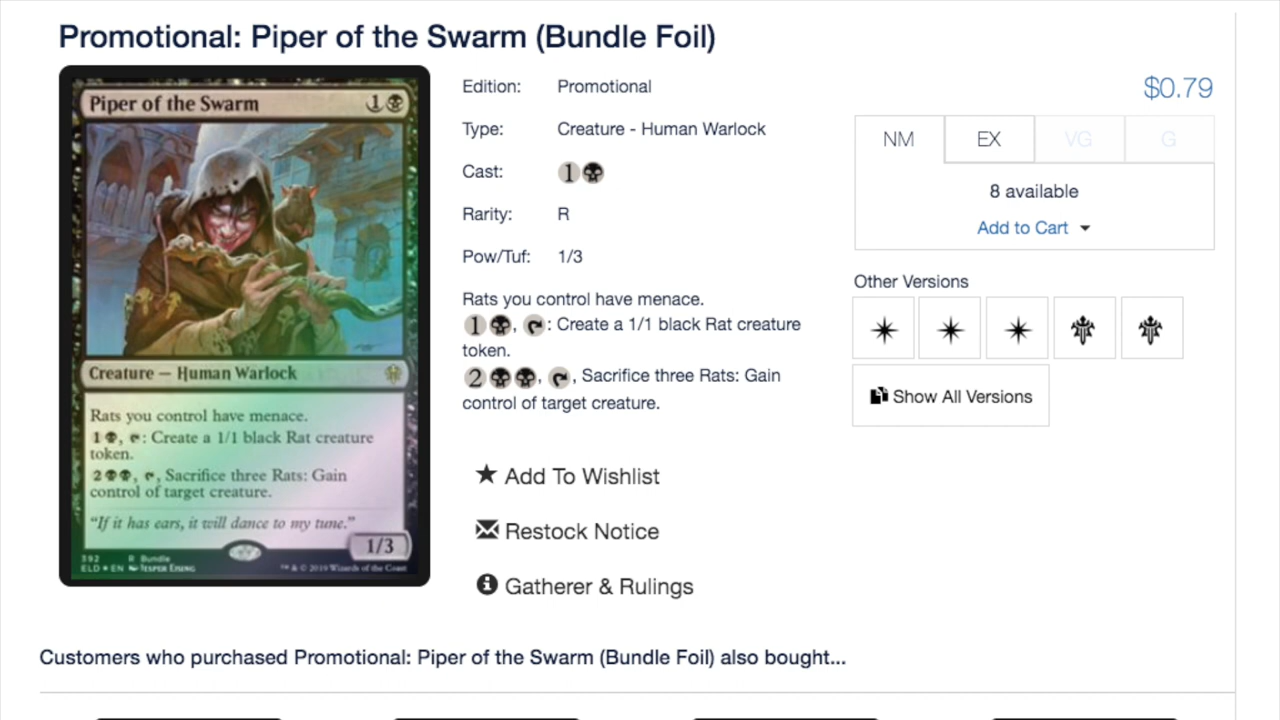 Promotional: Piper of the Swarm (Bundle Foil)
Piper of the Swarm 1
Creature — Human Warlock
Rats you control have menace.
1 , : Create a 1/1 black Rat creature
token.
2 , , Sacrifice three Rats: Gain
control of target creature.
"If it has ears, it will dance to my tune."
1/3
392 R Bundle
ELD ★ EN Jesper Ejsing ™ & © 2019 Wizards of the Coast
Edition: Promotional
Type: Creature - Human Warlock
Cast: 1
Rarity: R
Pow/Tuf: 1/3
Rats you control have menace.
1 , : Create a 1/1 black Rat creature
token.
2 , , Sacrifice three Rats: Gain
control of target creature.
Add To Wishlist
Restock Notice
Gatherer & Rulings
$0.79
NM EX VG G
8 available
Add to Cart
Other Versions
Show All Versions
Customers who purchased Promotional: Piper of the Swarm (Bundle Foil) also bought...